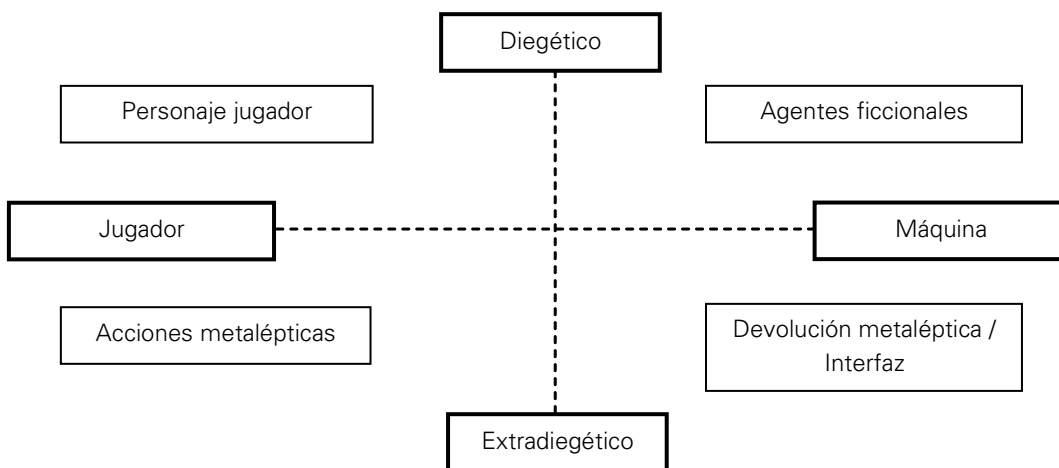 Diegético
Personaje jugador
Agentes ficcionales
Jugador
Máquina
Acciones metalépticas
Devolución metaléptica /
Interfaz
Extradiegético